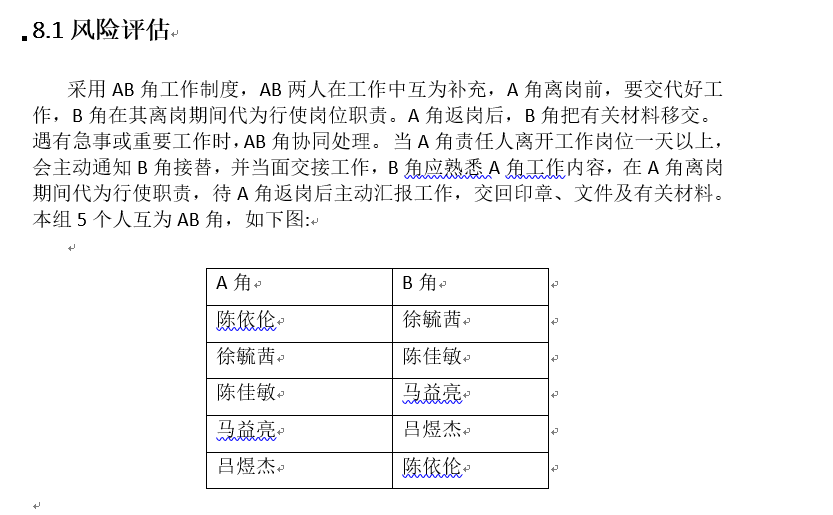 8.1 风险评估
采用 AB 角工作制度，AB 两人在工作中互为补充，A 角离岗前，要交代好工
作，B 角在其离岗期间代为行使岗位职责。A 角返岗后，B 角把有关材料移交。
遇有急事或重要工作时，AB 角协同处理。当 A 角责任人离开工作岗位一天以上，
会主动通知 B 角接替，并当面交接工作，B 角应熟悉 A 角工作内容，在 A 角离岗
期间代为行使职责，待 A 角返岗后主动汇报工作，交回印章、文件及有关材料。
本组 5 个人互为 AB 角，如下图:
A 角 B 角
陈依伦 徐毓茜
徐毓茜 陈佳敏
陈佳敏 马益亮
马益亮 吕煜杰
吕煜杰 陈依伦